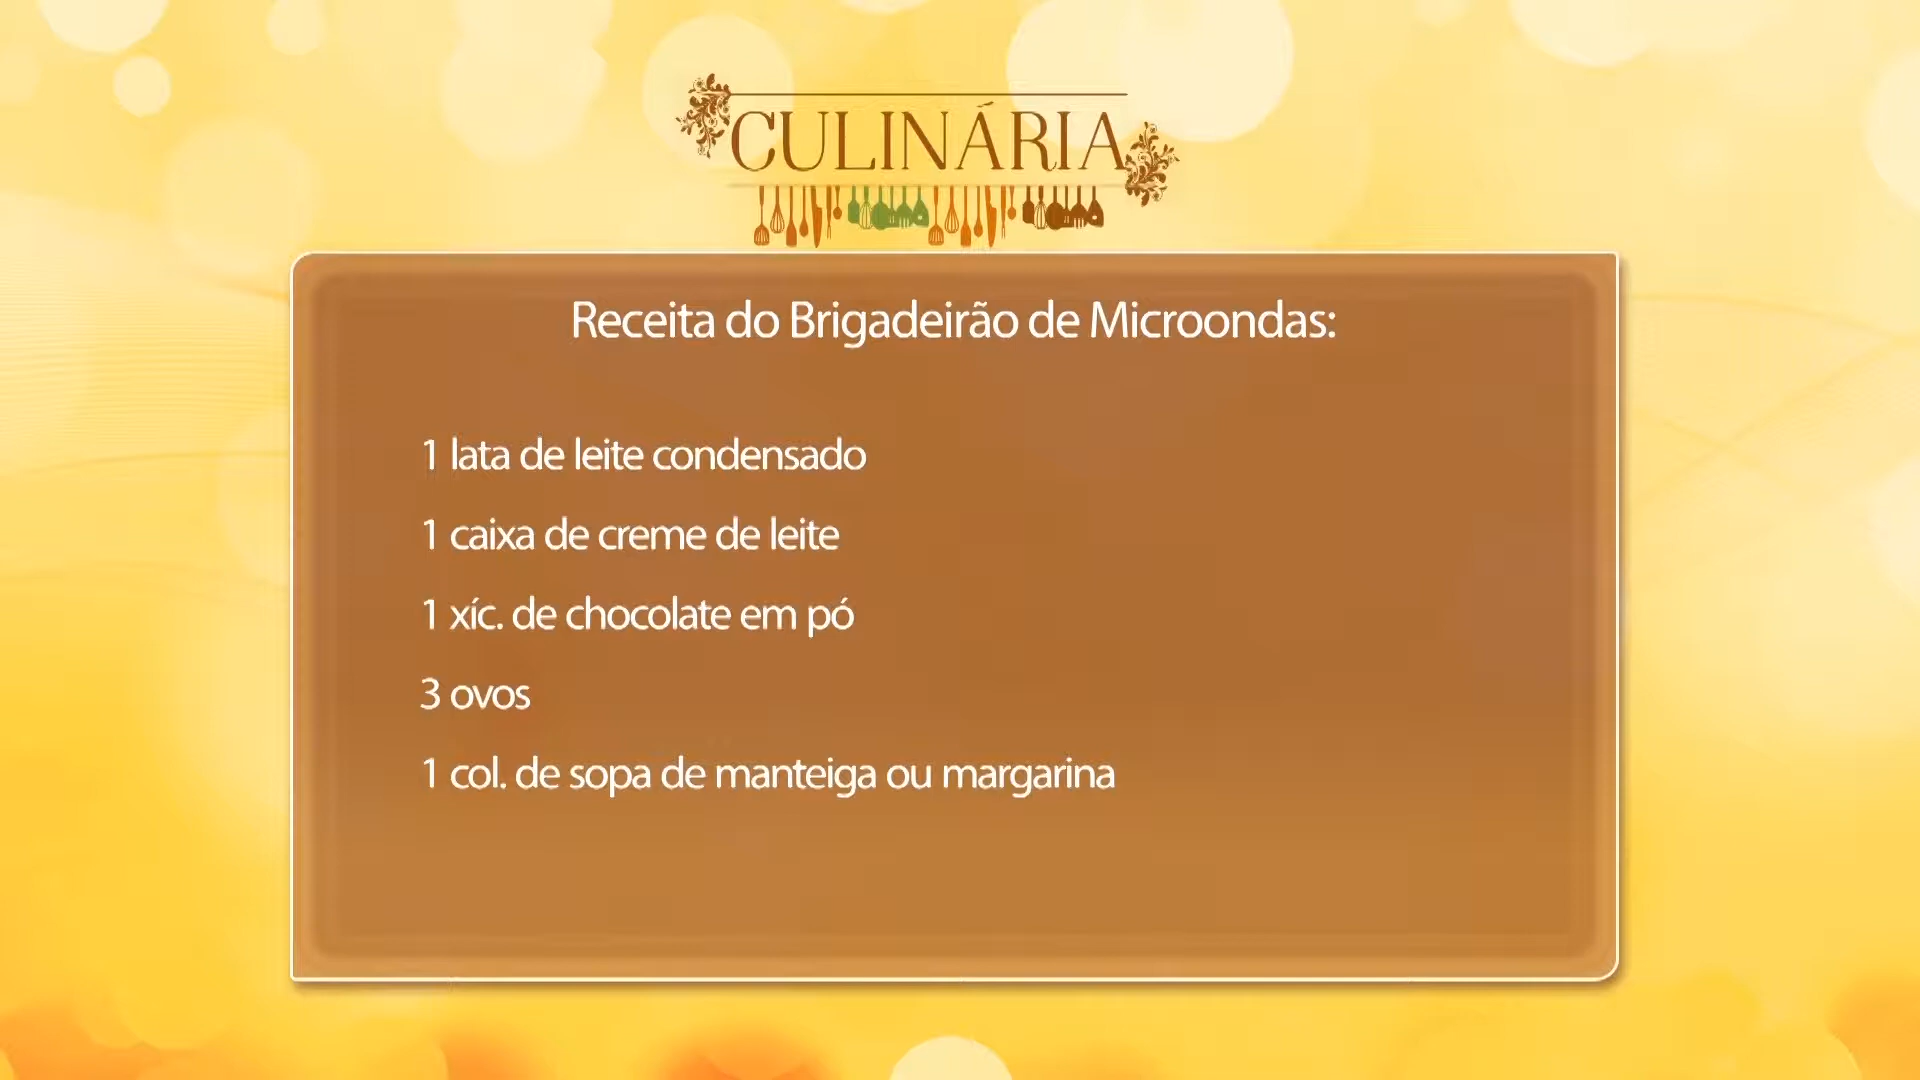 CULINÁRIA
Receita do Brigadeirão de Microondas:
1 lata de leite condensado
1 caixa de creme de leite
1 xíc. de chocolate em pó
3 ovos
1 col. de sopa de manteiga ou margarina